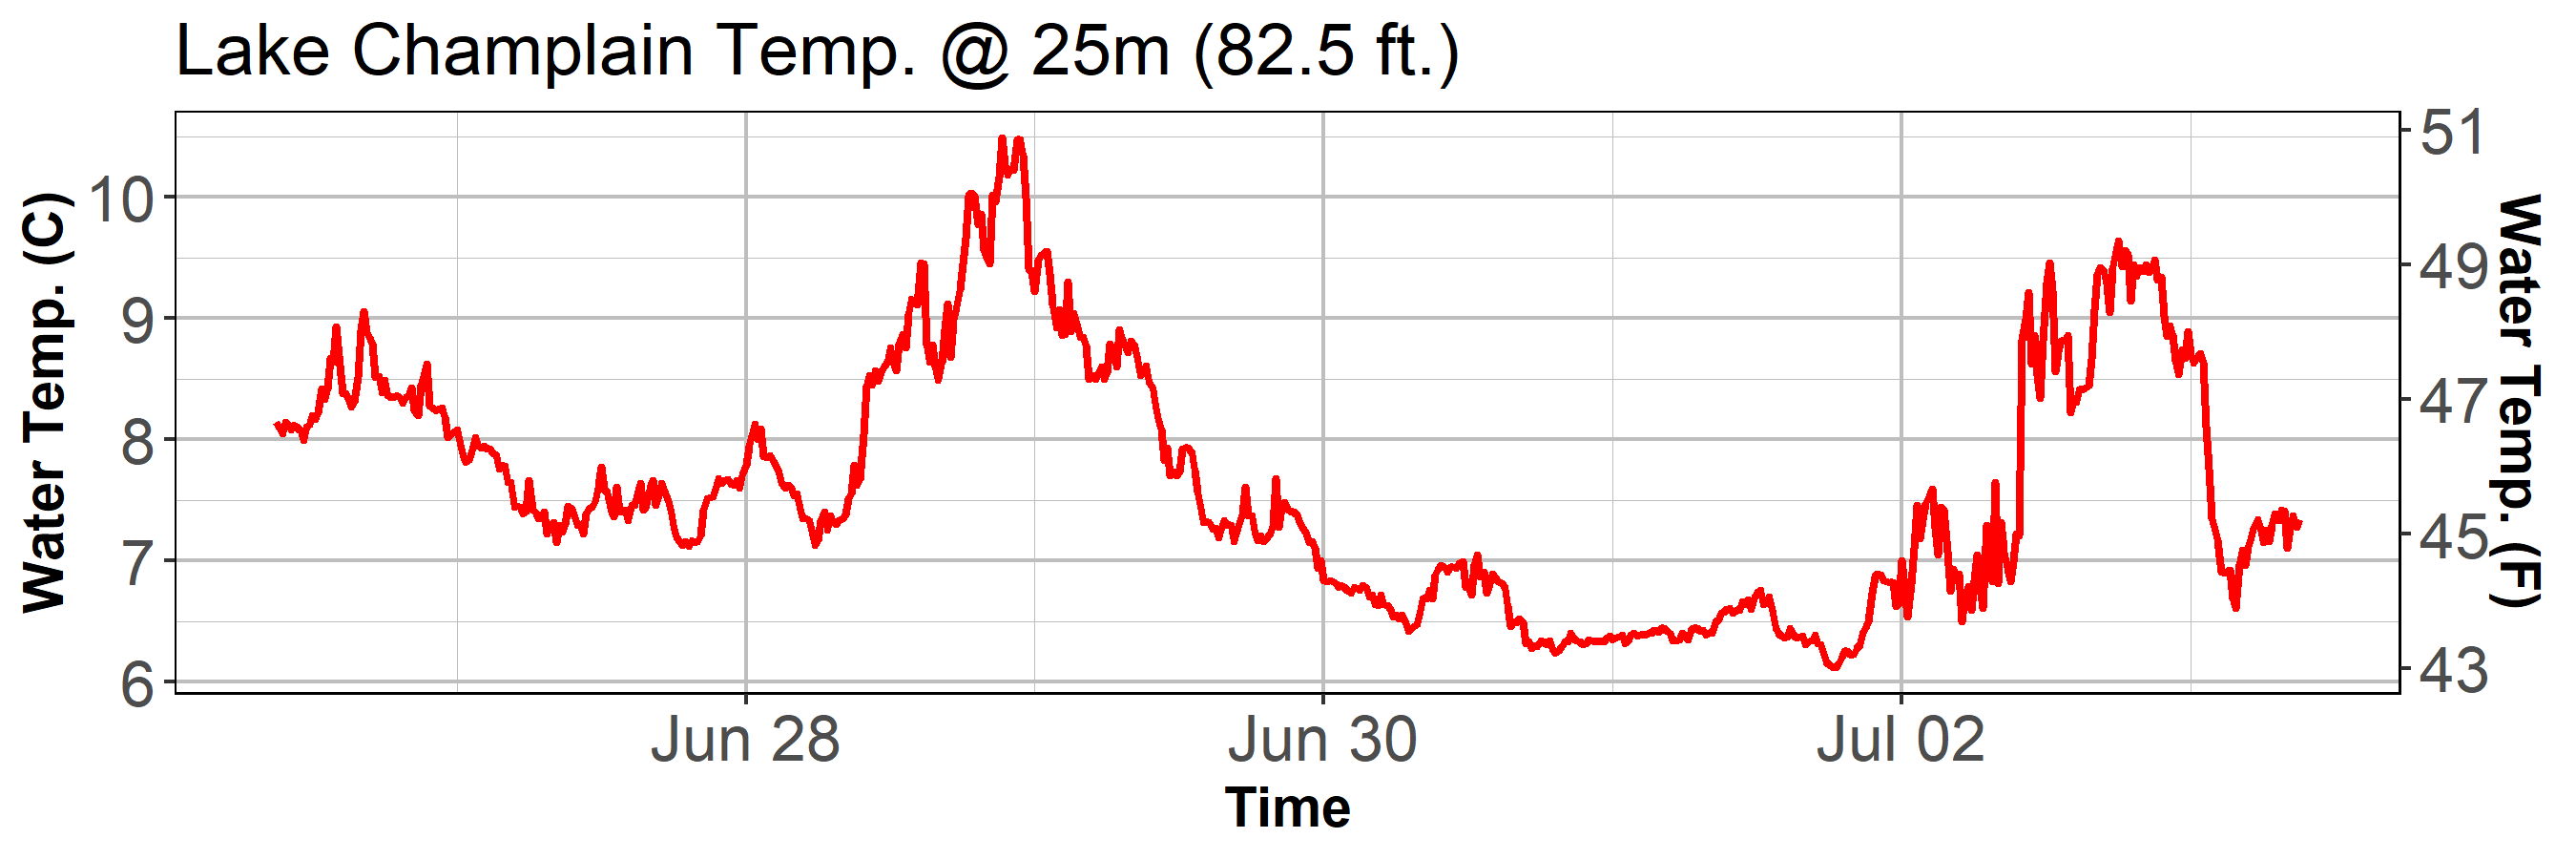 Lake Champlain Temp. @ 25m (82.5 ft.)
Water Temp. (C)
10
9
8
7
6
51
49
47
45
43
Water Temp. (F)
Jun 28
Jun 30
Jul 02
Time